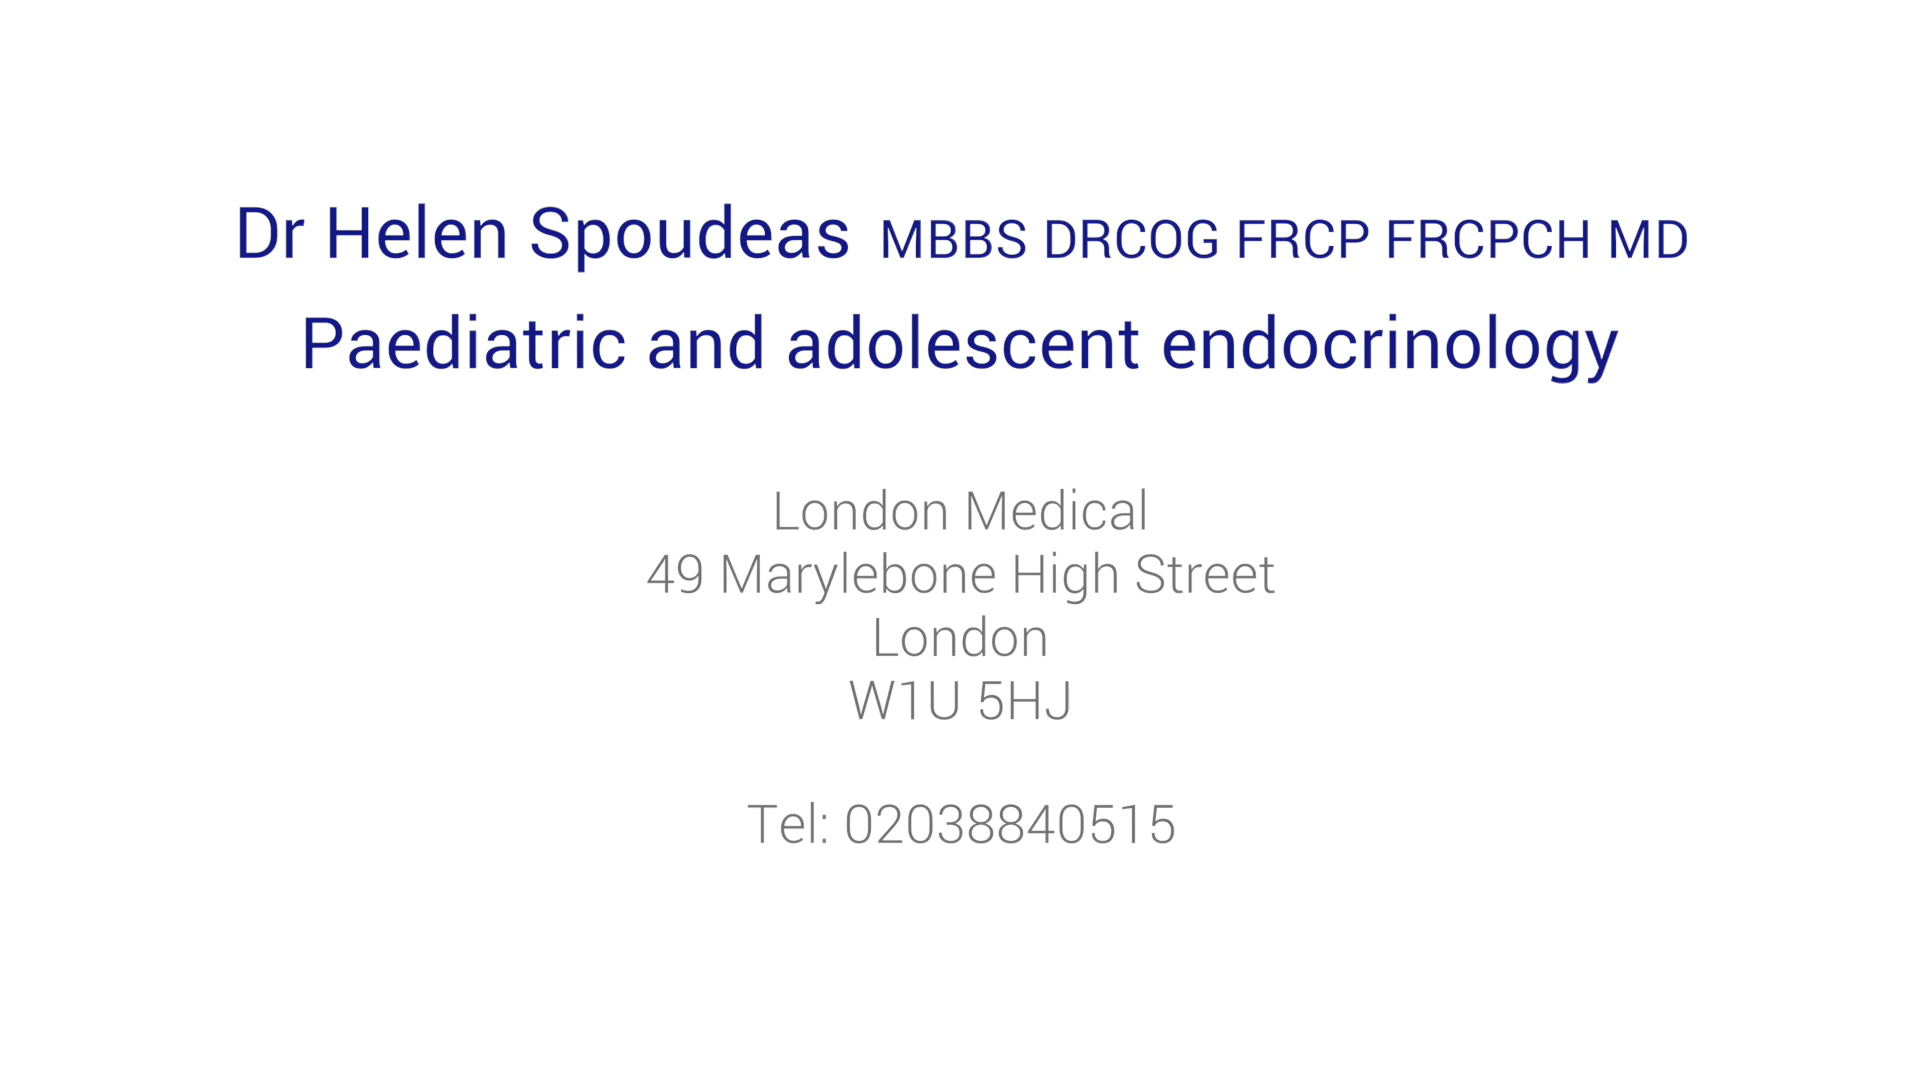 Dr Helen Spoudeas MBBS DRCOG FRCP FRCPCH MD
Paediatric and adolescent endocrinology
London Medical
49 Marylebone High Street
London
W1U 5HJ
Tel: 02038840515